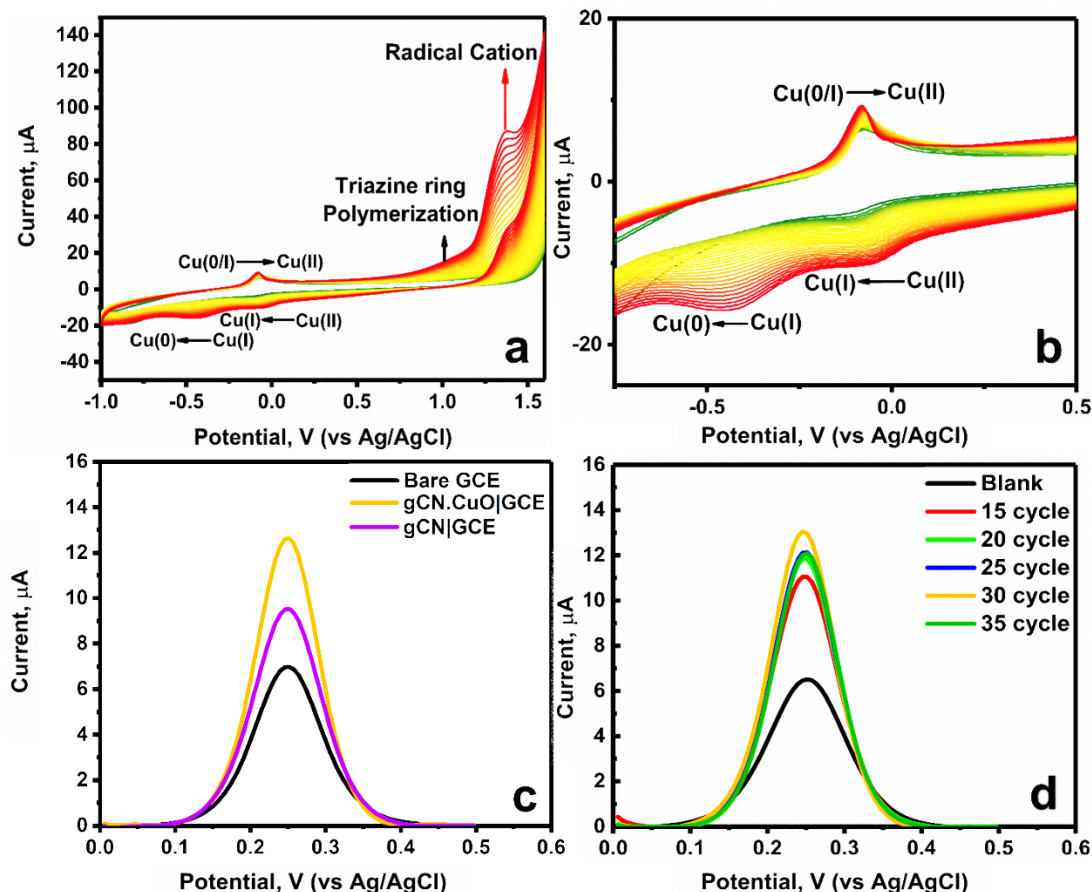 140
120
100
80
60
40
20
0
-20
-40
Current, µA
Radical Cation
Triazine ring
Polymerization
Cu(0/I) → Cu(II)
Cu(I) ← Cu(II)
Cu(0) ← Cu(I)
a
-1.0 -0.5 0.0 0.5 1.0 1.5
Potential, V (vs Ag/AgCl)
20
0
-20
Current, µA
Cu(0/I) → Cu(II)
Cu(I) ← Cu(II)
Cu(0) ← Cu(I)
b
-0.5 0.0 0.5
Potential, V (vs Ag/AgCl)
16
14
12
10
8
6
4
2
0
Current, µA
Bare GCE
gCN.CuO|GCE
gCN|GCE
c
0.0 0.1 0.2 0.3 0.4 0.5 0.6
Potential, V (vs Ag/AgCl)
16
14
12
10
8
6
4
2
0
Current, µA
Blank
15 cycle
20 cycle
25 cycle
30 cycle
35 cycle
d
0.0 0.1 0.2 0.3 0.4 0.5 0.6
Potential, V (vs Ag/AgCl)